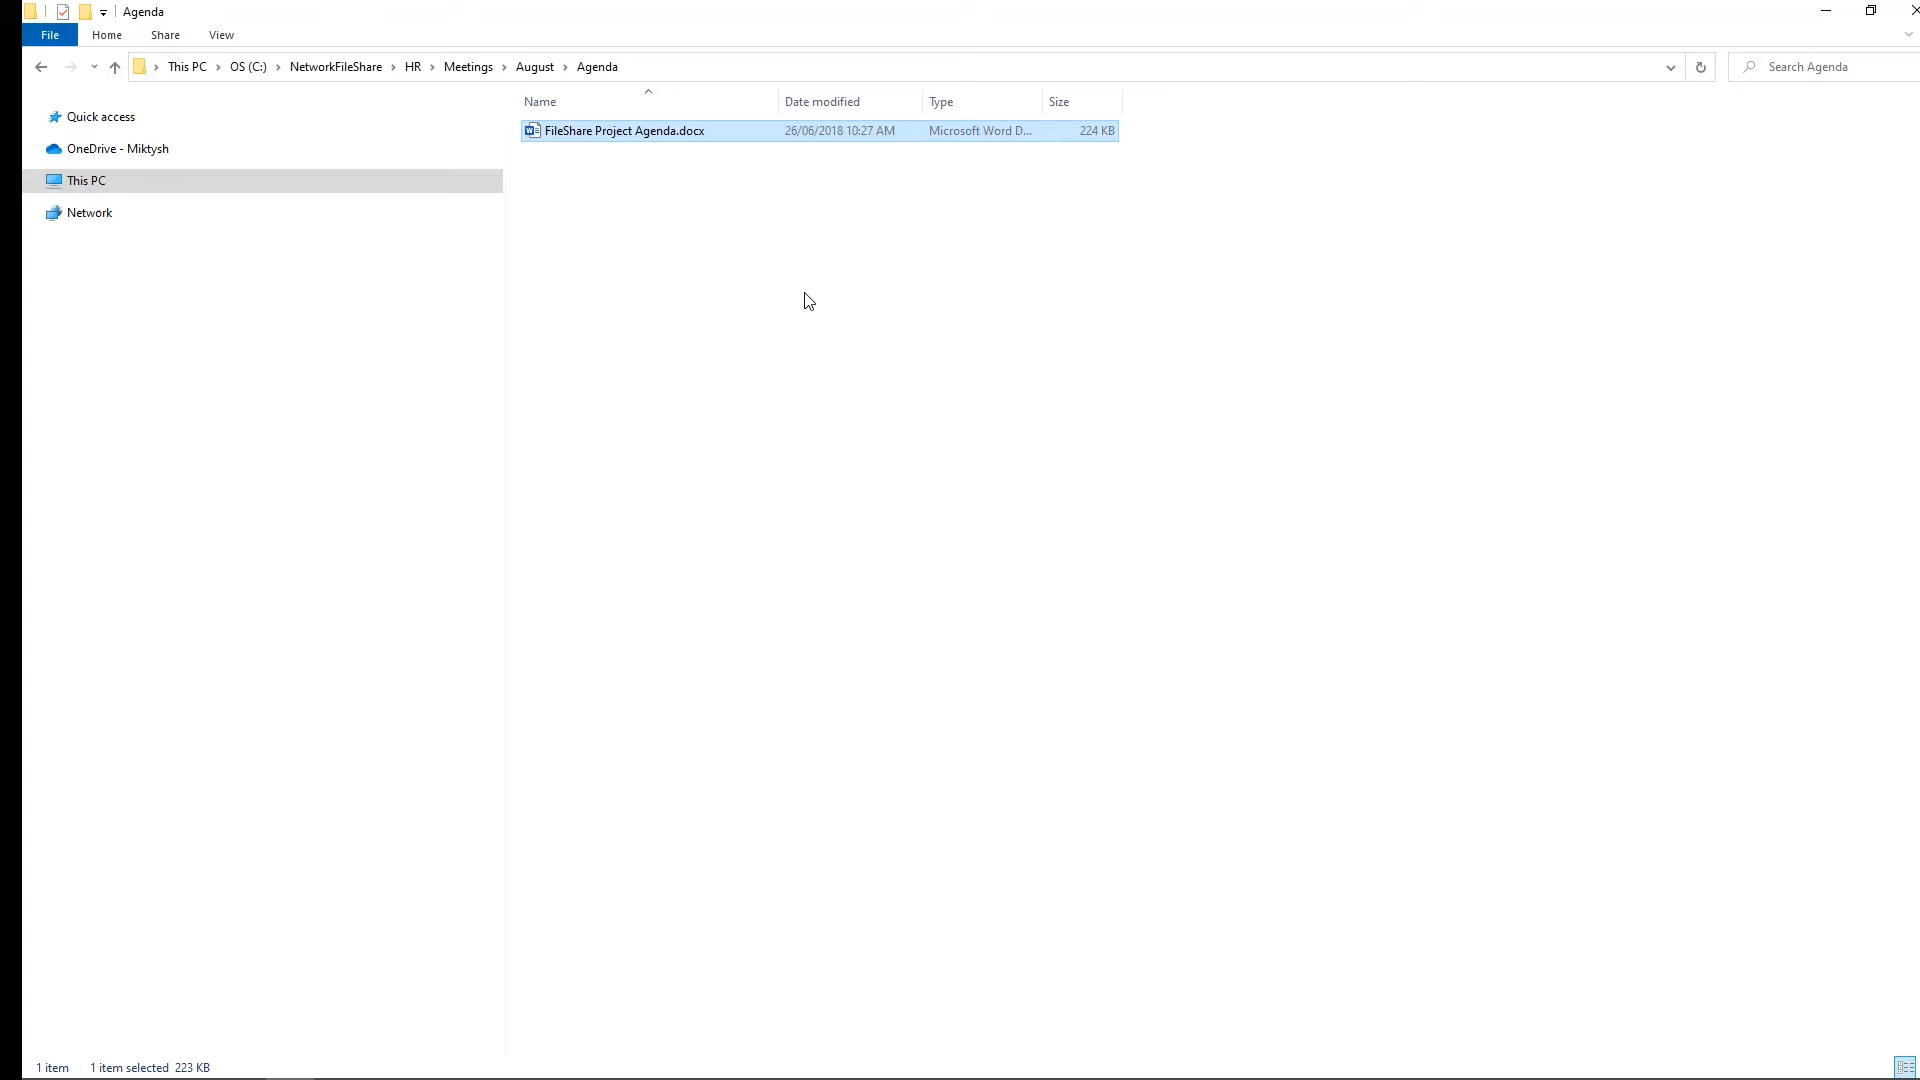 Agenda
File Home Share View
This PC OS (C:) NetworkFileShare HR Meetings August Agenda Search Agenda
Name Date modified Type Size
FileShare Project Agenda.docx 26/06/2018 10:27 AM Microsoft Word D... 224 KB
Quick access
OneDrive - Miktysh
This PC
Network
1 item 1 item selected 223 KB